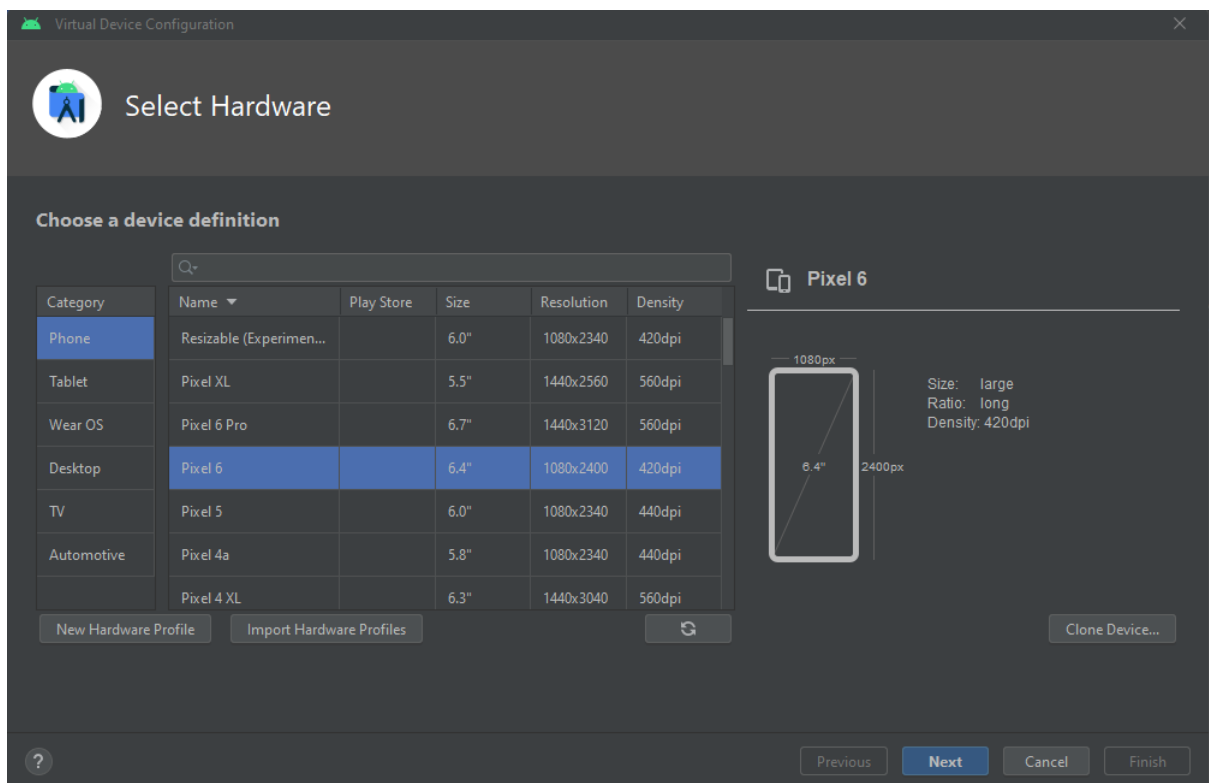 Virtual Device Configuration
Select Hardware
Choose a device definition
Category
Phone
Tablet
Wear OS
Desktop
TV
Automotive
Name Play Store Size Resolution Density
Resizable (Experimen... 6.0" 1080x2340 420dpi
Pixel XL 5.5" 1440x2560 560dpi
Pixel 6 Pro 6.7" 1440x3120 560dpi
Pixel 6 6.4" 1080x2400 420dpi
Pixel 5 6.0" 1080x2340 440dpi
Pixel 4a 5.8" 1080x2340 440dpi
Pixel 4 XL 6.3" 1440x3040 560dpi
New Hardware Profile Import Hardware Profiles
Pixel 6
1080px
6.4" 2400px
Size: large
Ratio: long
Density: 420dpi
Clone Device...
? Previous Next Cancel Finish